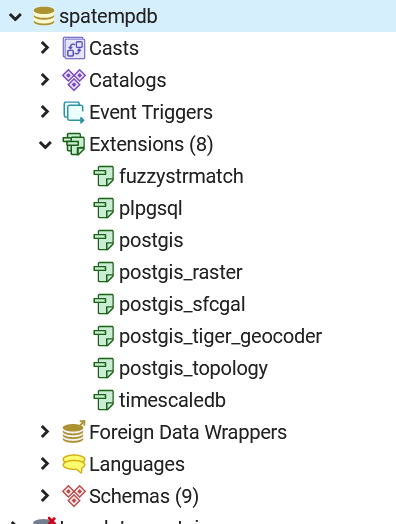 spatempdb
Casts
Catalogs
Event Triggers
Extensions (8)
fuzzystrmatch
plpgsql
postgis
postgis_raster
postgis_sfcgal
postgis_tiger_geocoder
postgis_topology
timescaledb
Foreign Data Wrappers
Languages
Schemas (9)